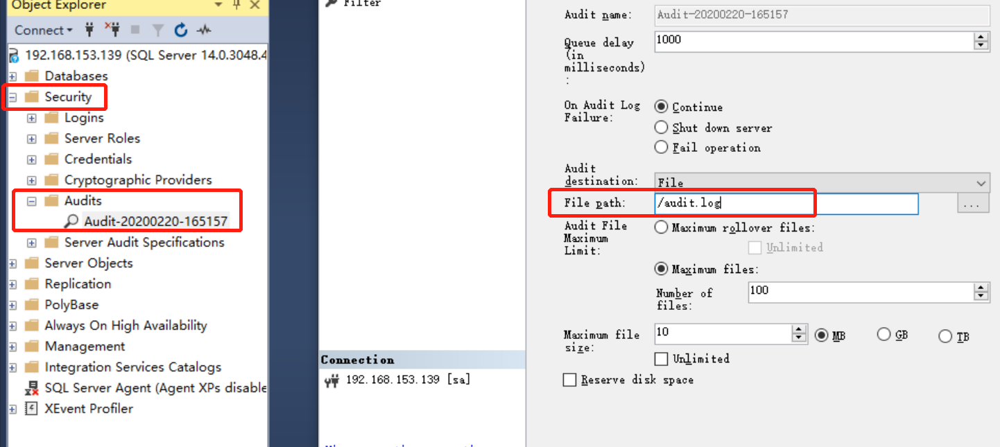 Object Explorer
Connect
192.168.153.139 (SQL Server 14.0.3048.4
Databases
Security
Logins
Server Roles
Credentials
Cryptographic Providers
Audits
Audit-20200220-165157
Server Audit Specifications
Server Objects
Replication
PolyBase
Always On High Availability
Management
Integration Services Catalogs
SQL Server Agent (Agent XPs disable
XEvent Profiler
Filter
Connection
192.168.153.139 [sa]
Audit name:
Audit-20200220-165157
Queue delay
(in
milliseconds)
:
1000
On Audit Log
Failure:
Continue
Shut down server
Fail operation
Audit
destination:
File
File path:
/audit.log
...
Audit File
Maximum
Limit:
Maximum rollover files:
Unlimited
Maximum files:
Number of
files:
100
Maximum file
size:
10
MB
GB
TB
Unlimited
Reserve disk space